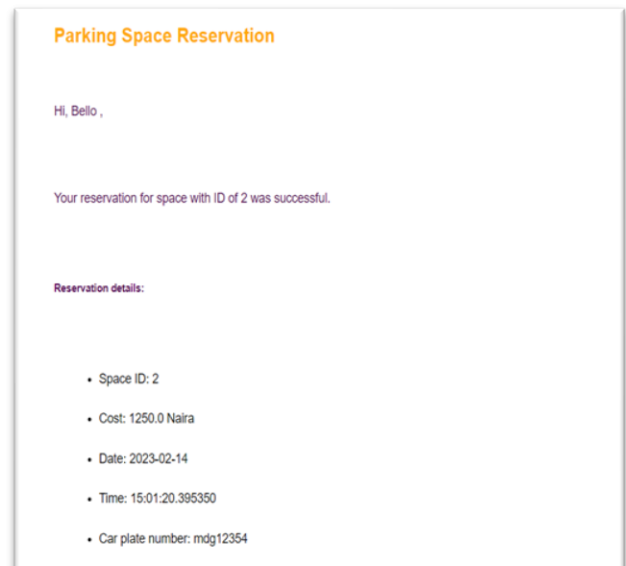 Parking Space Reservation
Hi, Bello ,
Your reservation for space with ID of 2 was successful.
Reservation details:
• Space ID: 2
• Cost: 1250.0 Naira
• Date: 2023-02-14
• Time: 15:01:20.395350
• Car plate number: mdg12354